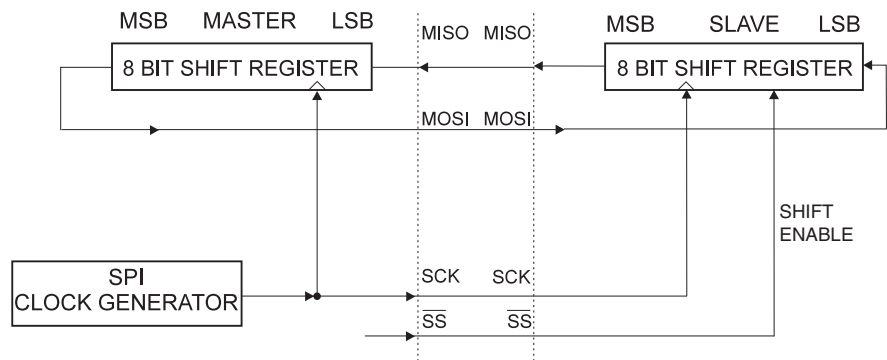 MSB MASTER LSB
MISO MISO
MSB SLAVE LSB
8 BIT SHIFT REGISTER
8 BIT SHIFT REGISTER
MOSI MOSI
SHIFT
ENABLE
SPI
CLOCK GENERATOR
SCK SCK
SS SS